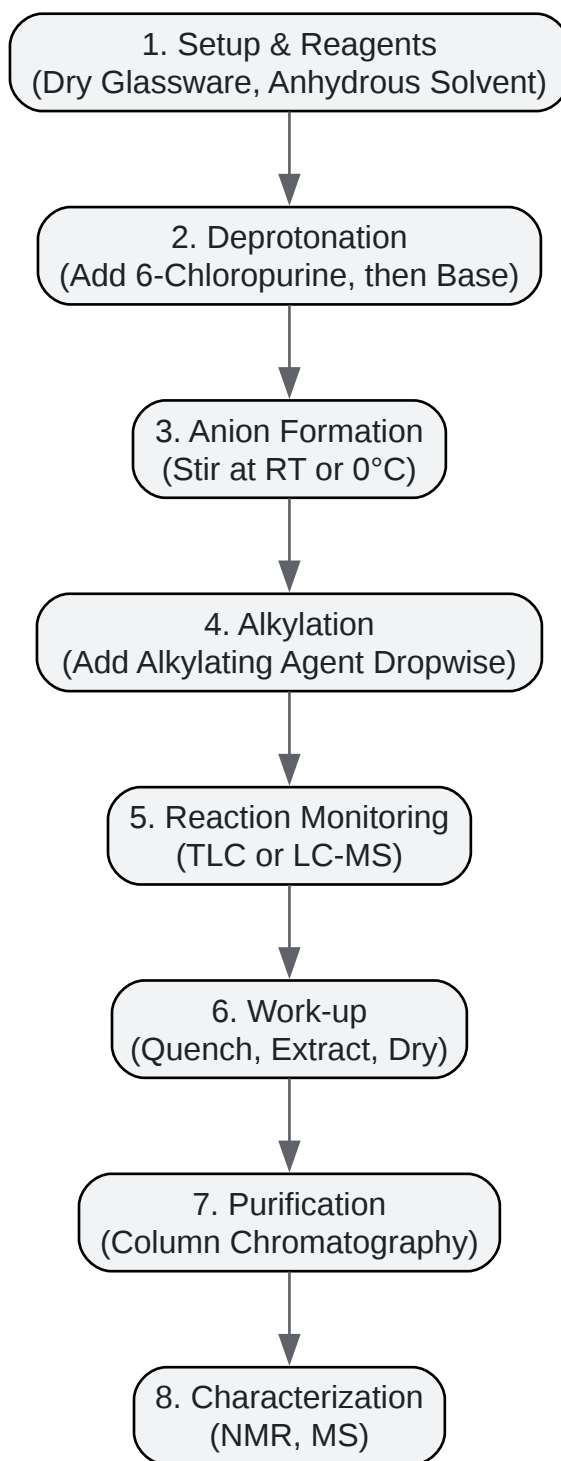 1. Setup & Reagents
(Dry Glassware, Anhydrous Solvent)
2. Deprotonation
(Add 6-Chloropurine, then Base)
3. Anion Formation
(Stir at RT or 0°C)
4. Alkylation
(Add Alkylating Agent Dropwise)
5. Reaction Monitoring
(TLC or LC-MS)
6. Work-up
(Quench, Extract, Dry)
7. Purification
(Column Chromatography)
8. Characterization
(NMR, MS)